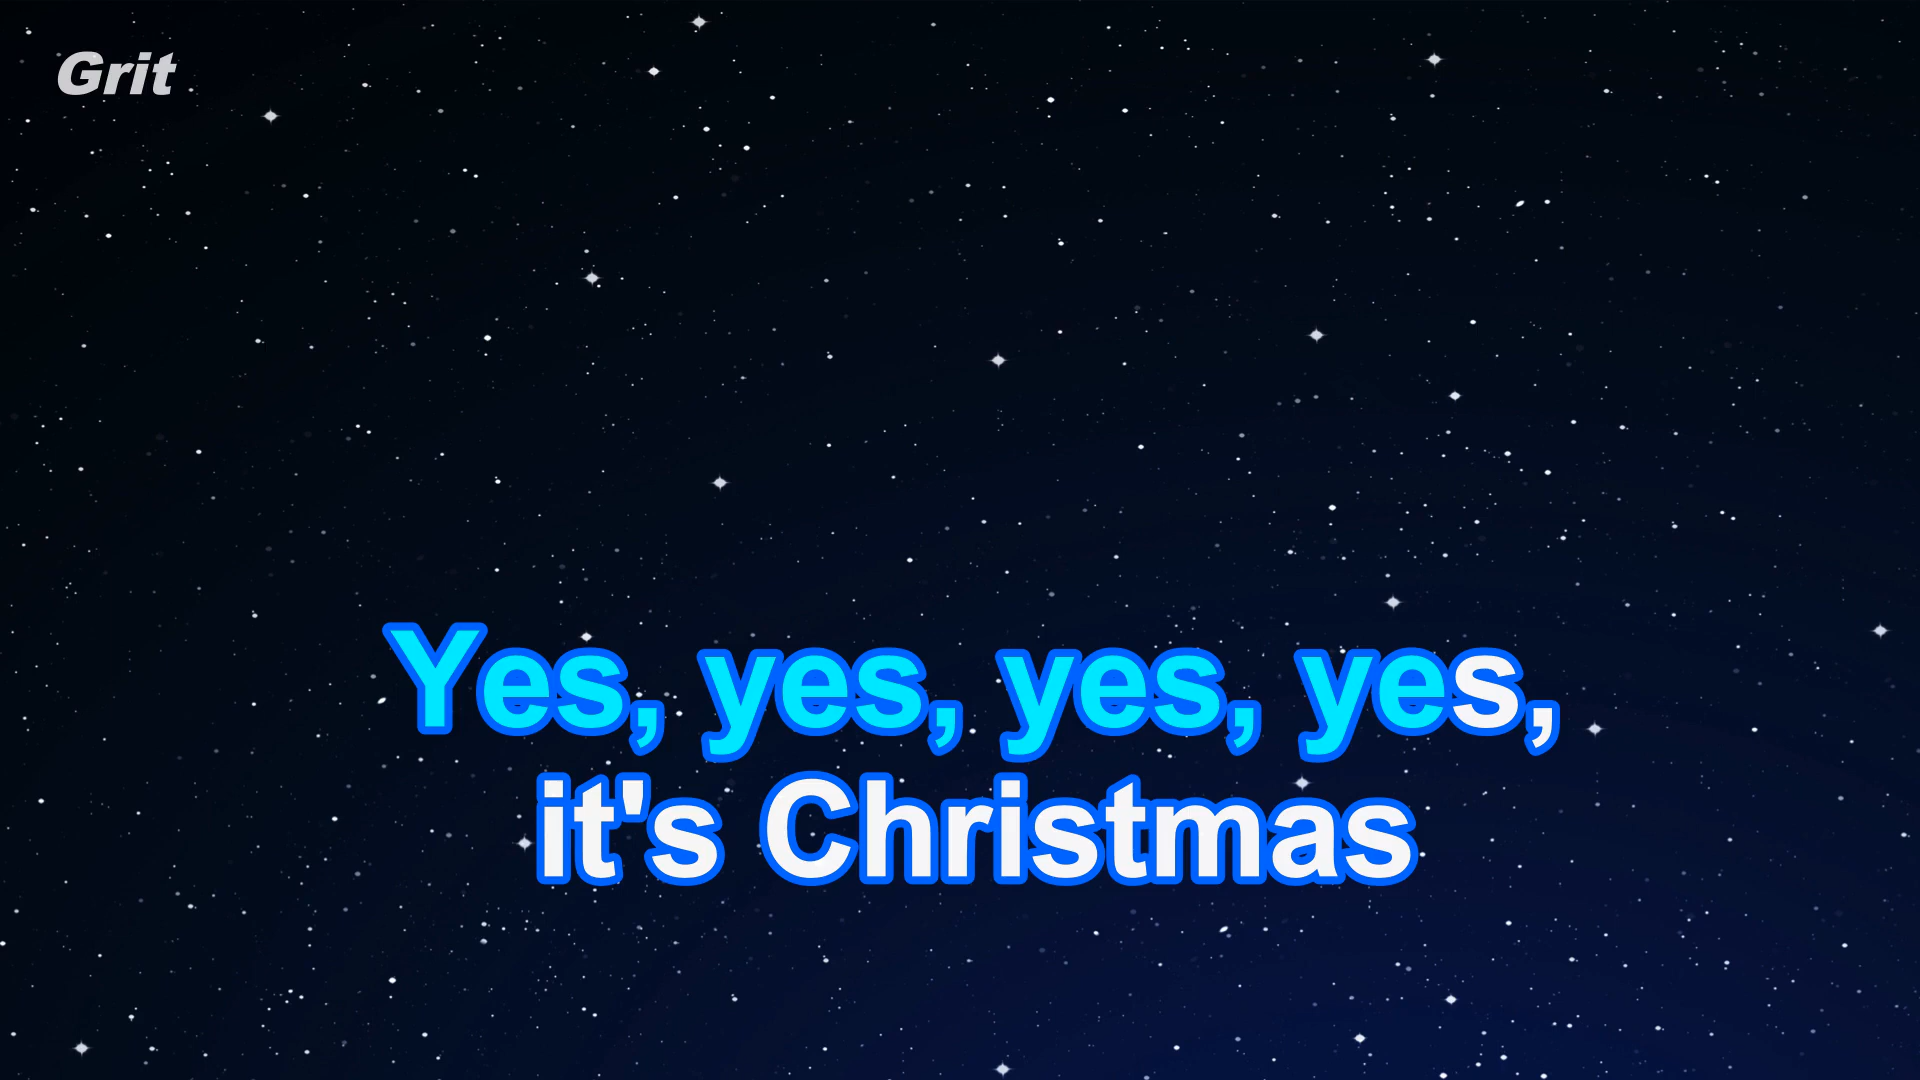 Grit
Yes, yes, yes, yes,
it's Christmas